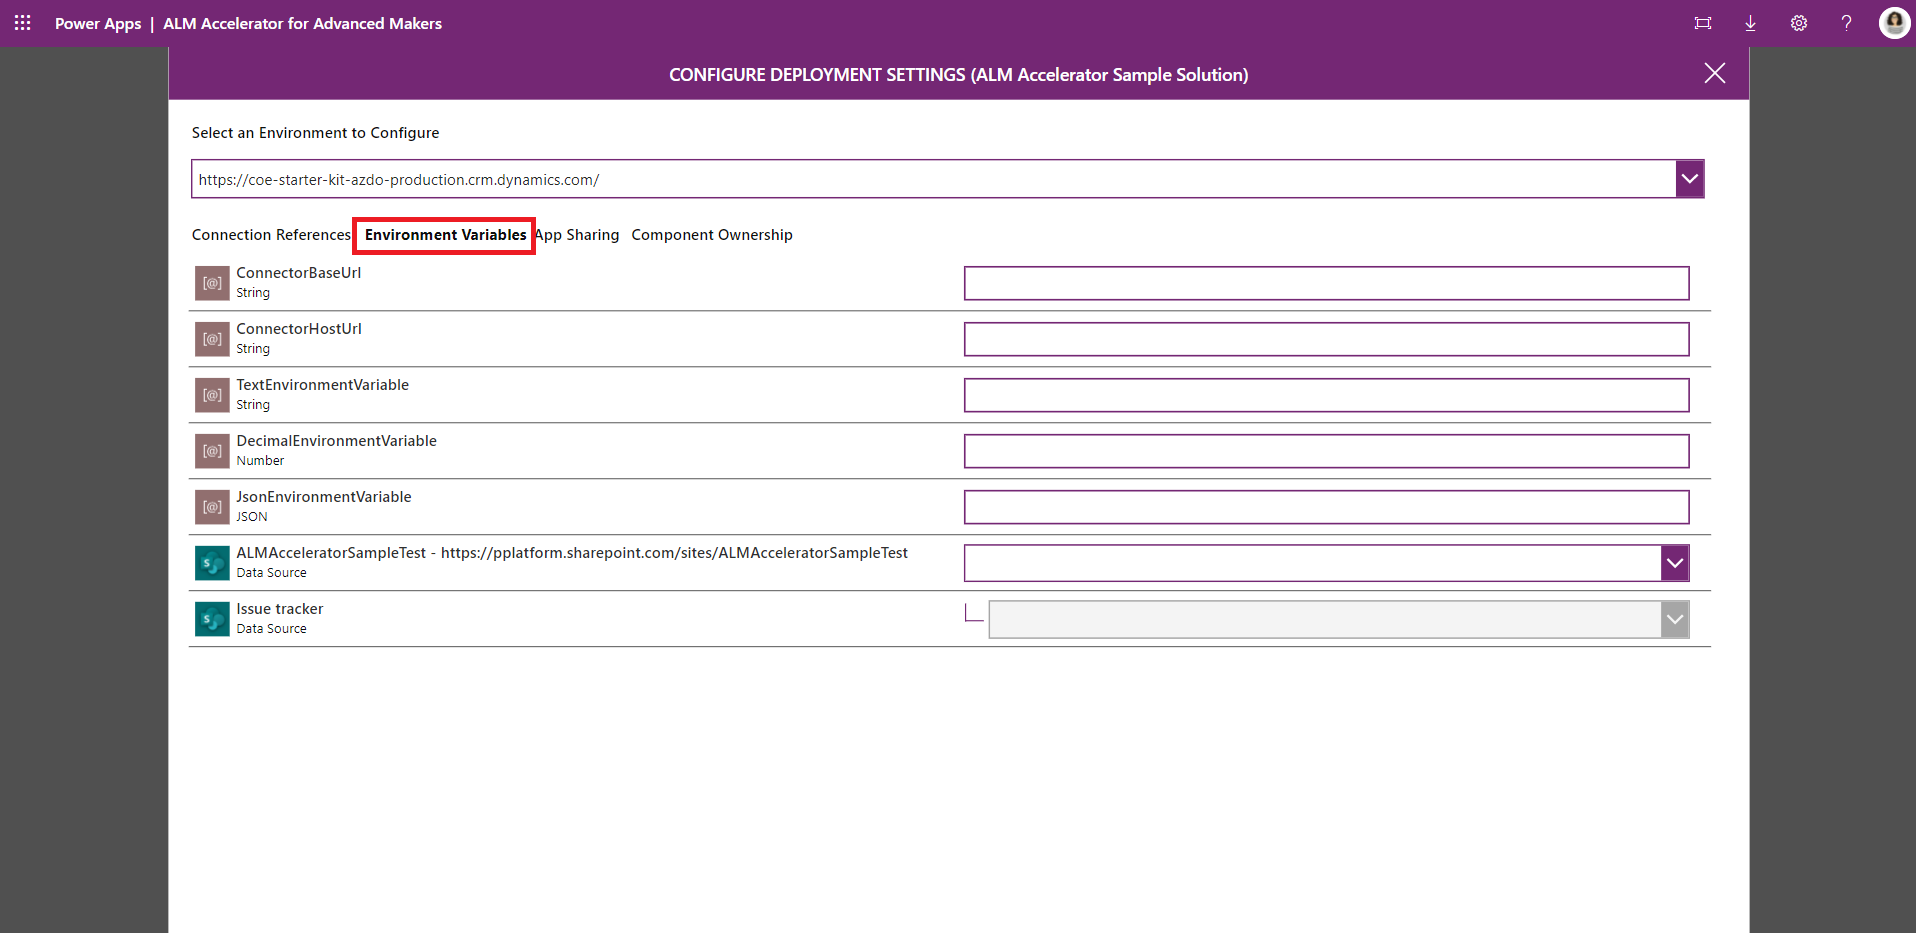 Power Apps | ALM Accelerator for Advanced Makers
CONFIGURE DEPLOYMENT SETTINGS (ALM Accelerator Sample Solution)
Select an Environment to Configure
https://coe-starter-kit-azdo-production.crm.dynamics.com/
Connection References Environment Variables App Sharing Component Ownership
[@] ConnectorBaseUrl
String
[@] ConnectorHostUrl
String
[@] TextEnvironmentVariable
String
[@] DecimalEnvironmentVariable
Number
[@] JsonEnvironmentVariable
JSON
S ALMAcceleratorSampleTest - https://pplatform.sharepoint.com/sites/ALMAcceleratorSampleTest
Data Source
S Issue tracker
Data Source